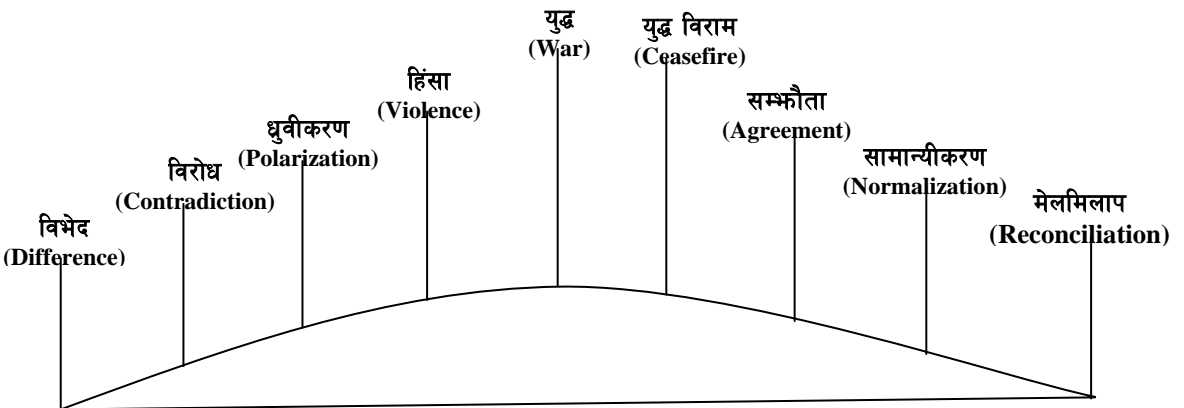 विभेद
(Difference)
विरोध
(Contradiction)
ध्रुवीकरण
(Polarization)
हिंसा
(Violence)
युद्ध
(War)
युद्ध विराम
(Ceasefire)
सम्झौता
(Agreement)
सामान्यीकरण
(Normalization)
मेलमिलाप
(Reconciliation)